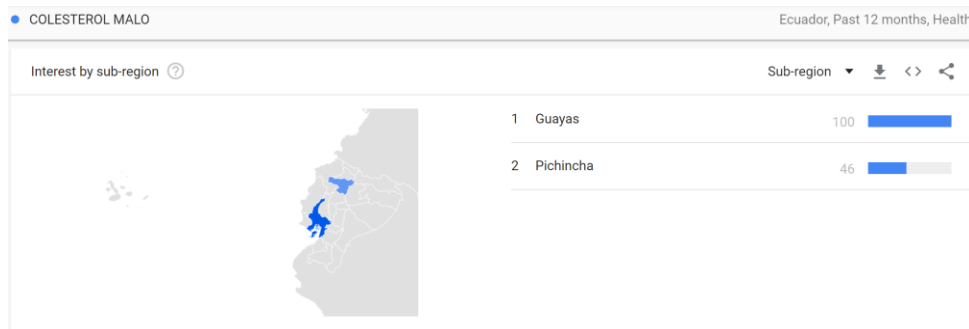 COLESTEROL MALO
Ecuador, Past 12 months, Health
Interest by sub-region
Sub-region
1 Guayas 100
2 Pichincha 46